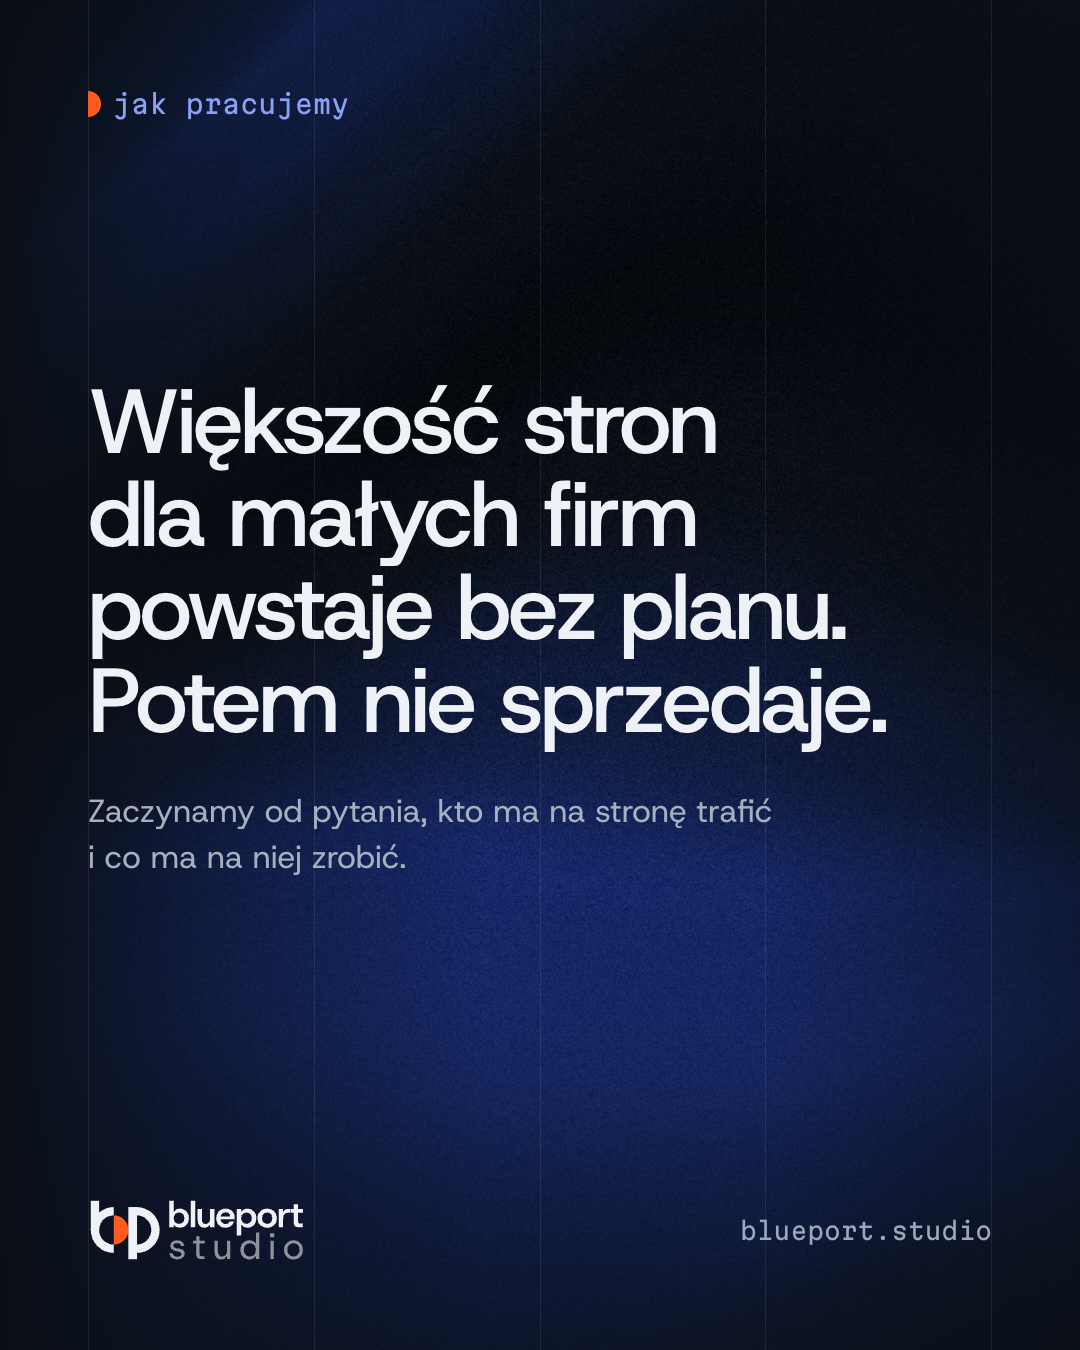 jak pracujemy
Większość stron
dla małych firm
powstaje bez planu.
Potem nie sprzedaje.
Zaczynamy od pytania, kto ma na stronę trafić
i co ma na niej zrobić.
bp blueport
studio
blueport.studio